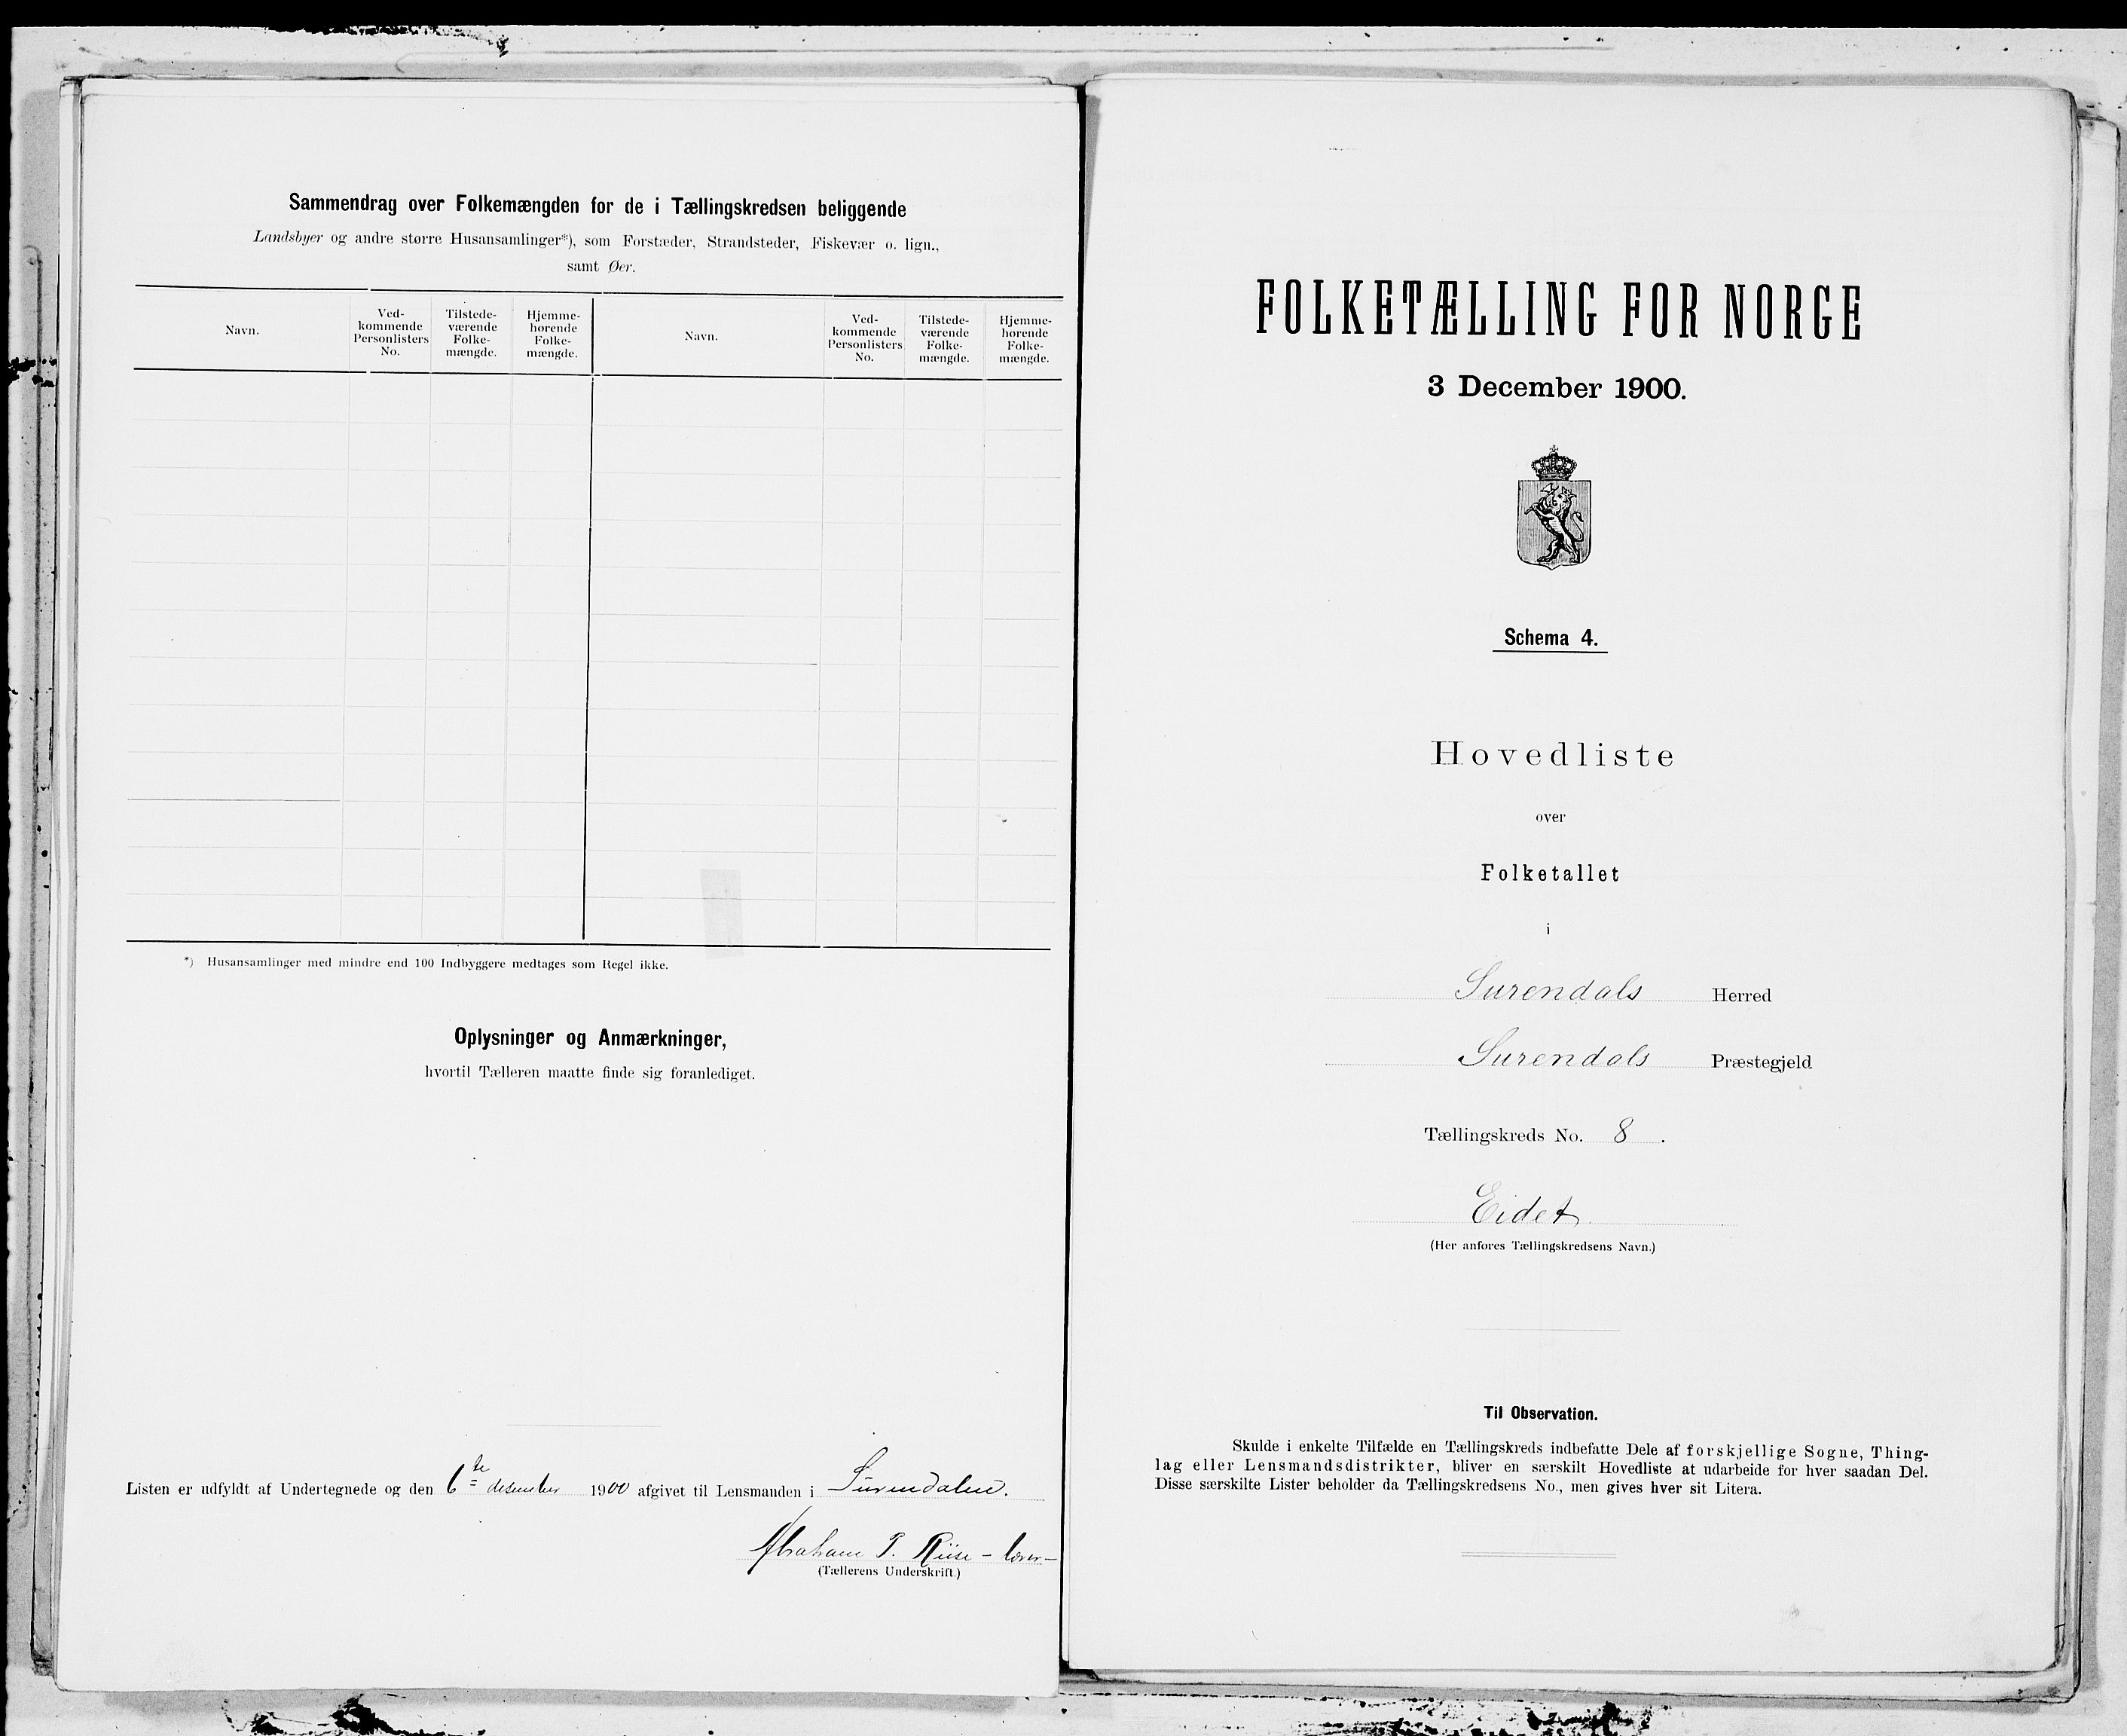 Sammendrag over Folkemængden for de i Tællingskredsen beliggende
Landsbyer og andre større Husansamlinger*), som Forstæder, Strandsteder, Fiskevær o. lign.,
samt Øer.
Navn.
Ved-
kommende
Personlisters
No.
Tilstede-
værende
Folke-
mængde.
Hjemme-
hørende
Folke-
mængde.
Navn.
Ved-
kommende
Personlisters
No.
Tilstede-
værende
Folke-
mængde.
Hjemme-
hørende
Folke-
mængde.
*) Husansamlinger med mindre end 100 Indbyggere medtages som Regel ikke.
Oplysninger og Anmærkninger,
hvortil Tælleren maatte finde sig foranlediget.
Listen er udfyldt af Undertegnede og den 6te desember 1900 afgivet til Lensmanden i Surendalen.
Abraham P. Riise - lærer -
(Tællerens Underskrift.)
FOLKETÆLLING FOR NORGE
3 December 1900.
Schema 4.
Hovedliste
over
Folketallet
i
Surendals Herred
Surendals Præstegjeld
Tællingskreds No. 8.
Eidet
(Her anføres Tællingskredsens Navn.)
Til Observation.
Skulde i enkelte Tilfælde en Tællingskreds indbefatte Dele af forskjellige Sogne, Thing-
lag eller Lensmandsdistrikter, bliver en særskilt Hovedliste at udarbeide for hver saadan Del.
Disse særskilte Lister beholder da Tællingskredsens No., men gives hver sit Litera.